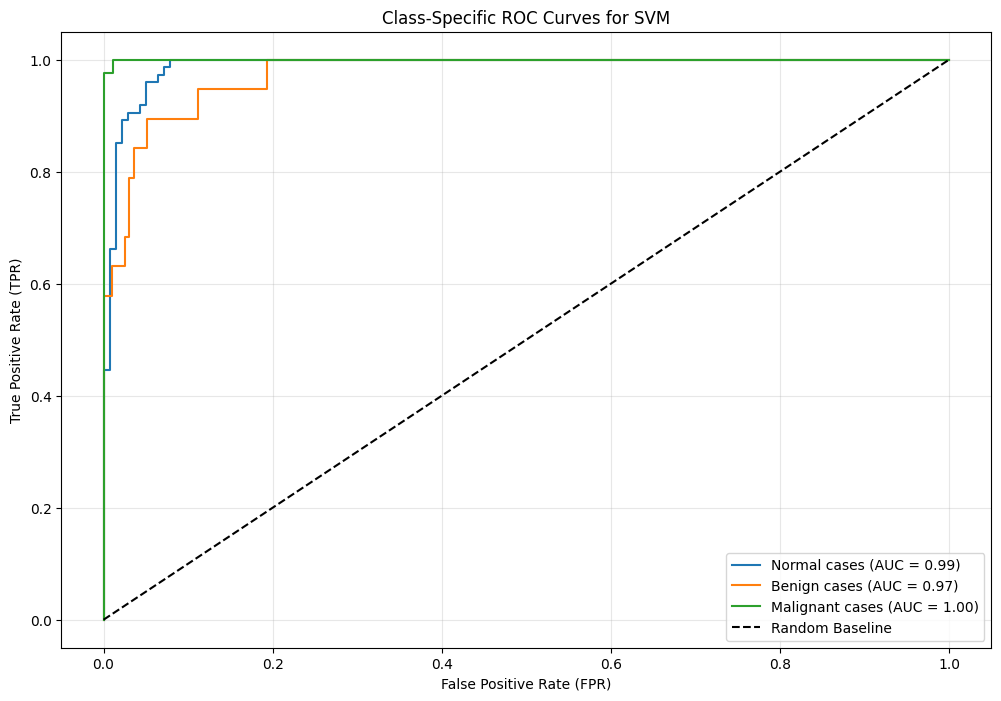 Class-Specific ROC Curves for SVM
True Positive Rate (TPR)
1.0
0.8
0.6
0.4
0.2
0.0
0.0 0.2 0.4 0.6 0.8 1.0
False Positive Rate (FPR)
Normal cases (AUC = 0.99)
Benign cases (AUC = 0.97)
Malignant cases (AUC = 1.00)
Random Baseline